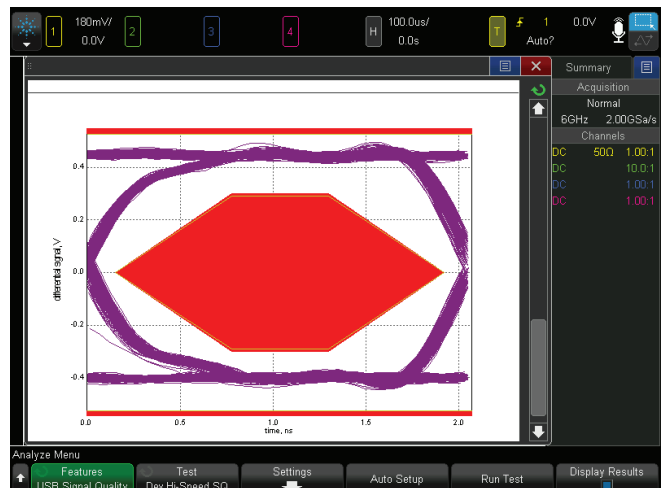 1 180mV/ 0.0V 2 3 4 H 100.0us/ 0.0s T 1 0.0V Auto?
Summary
Acquisition
Normal
6GHz 2.00GSa/s
Channels
DC 50Ω 1.00:1
DC 10.0:1
DC 1.00:1
DC 1.00:1
differential signal, V
0.4
0.2
0.0
-0.2
-0.4
0.0 0.5 1.0 1.5 2.0
time, ns
Analyze Menu
Features Test Settings Auto Setup Run Test Display Results
USB Signal Quality Dev Hi-Speed SQ